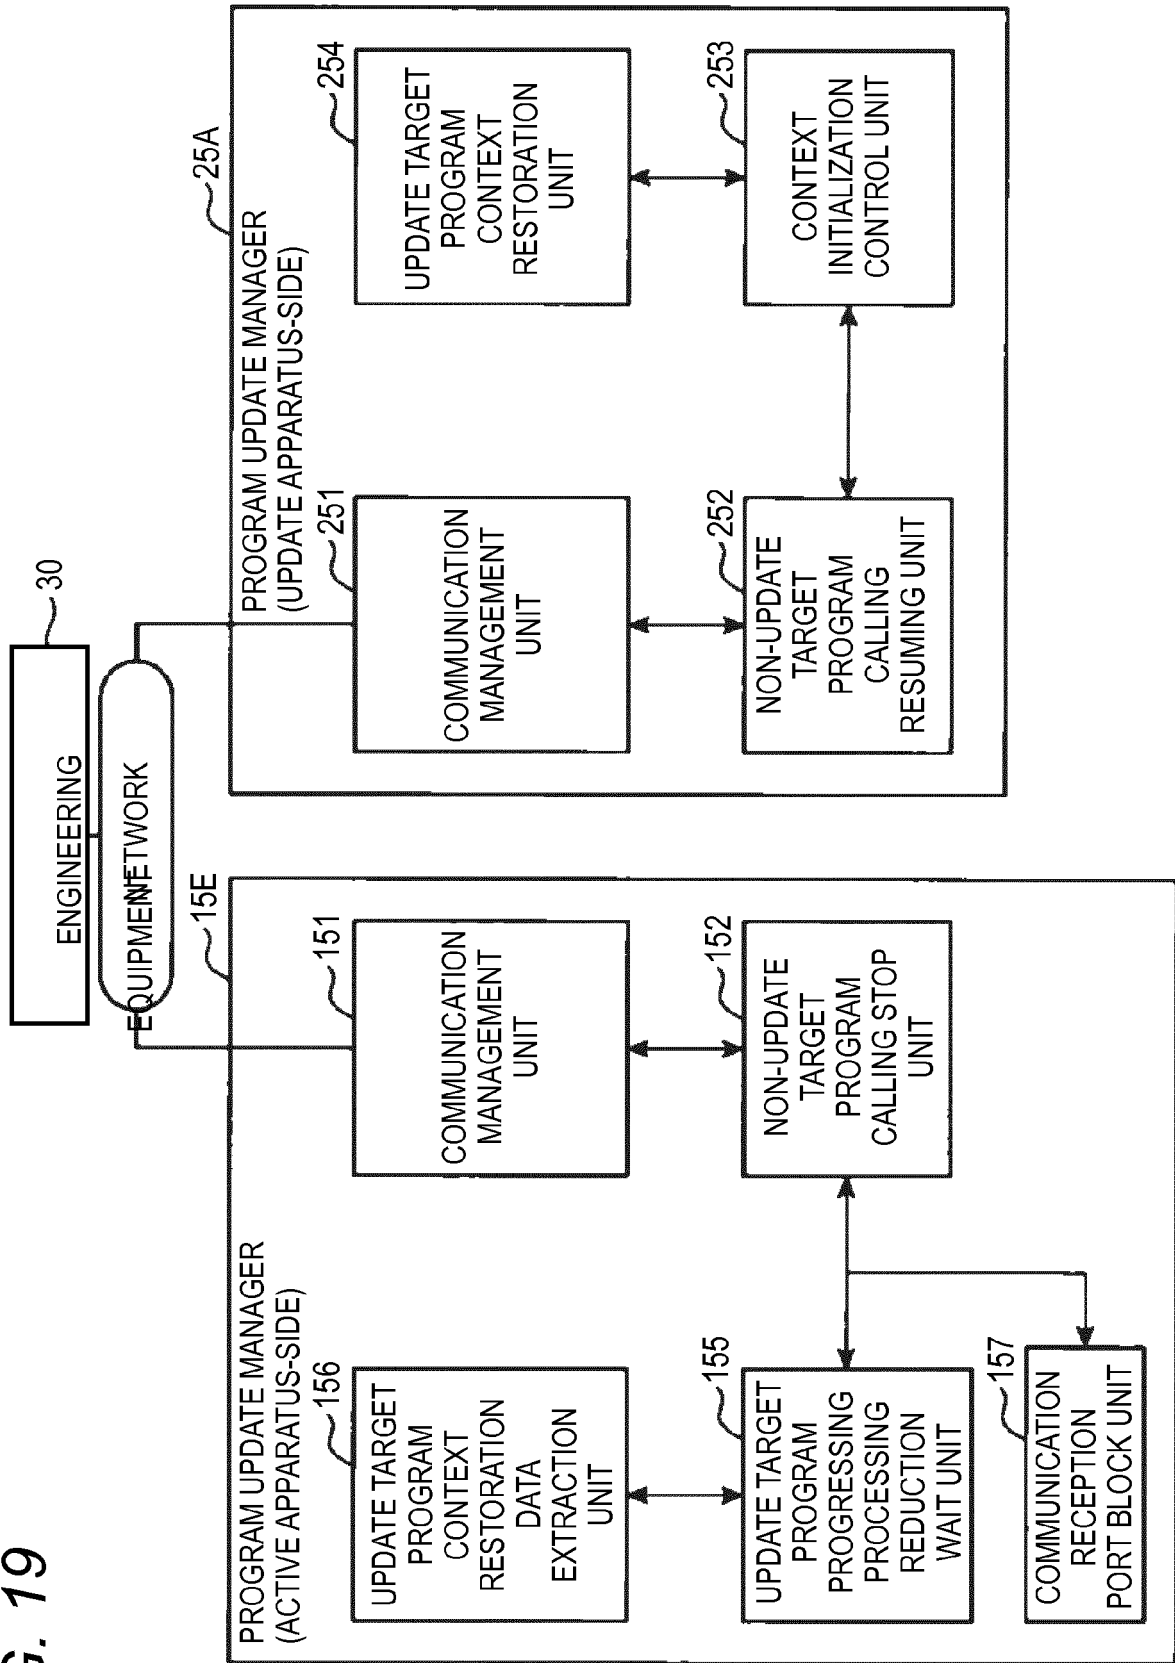 G. 19
ENGINEERING
EQUIPMENT
NETWORK
30
PROGRAM UPDATE MANAGER
(ACTIVE APPARATUS-SIDE)
15E
UPDATE TARGET
PROGRAM
CONTEXT
RESTORATION
DATA
EXTRACTION
UNIT
156
COMMUNICATION
MANAGEMENT
UNIT
151
UPDATE TARGET
PROGRAM
PROGRESSING
PROCESSING
REDUCTION
WAIT UNIT
155
NON-UPDATE
TARGET
PROGRAM
CALLING STOP
UNIT
152
COMMUNICATION
RECEPTION
PORT BLOCK UNIT
157
PROGRAM UPDATE MANAGER
(UPDATE APPARATUS-SIDE)
25A
COMMUNICATION
MANAGEMENT
UNIT
251
UPDATE TARGET
PROGRAM
CONTEXT
RESTORATION
UNIT
254
NON-UPDATE
TARGET
PROGRAM
CALLING
RESUMING UNIT
252
CONTEXT
INITIALIZATION
CONTROL UNIT
253